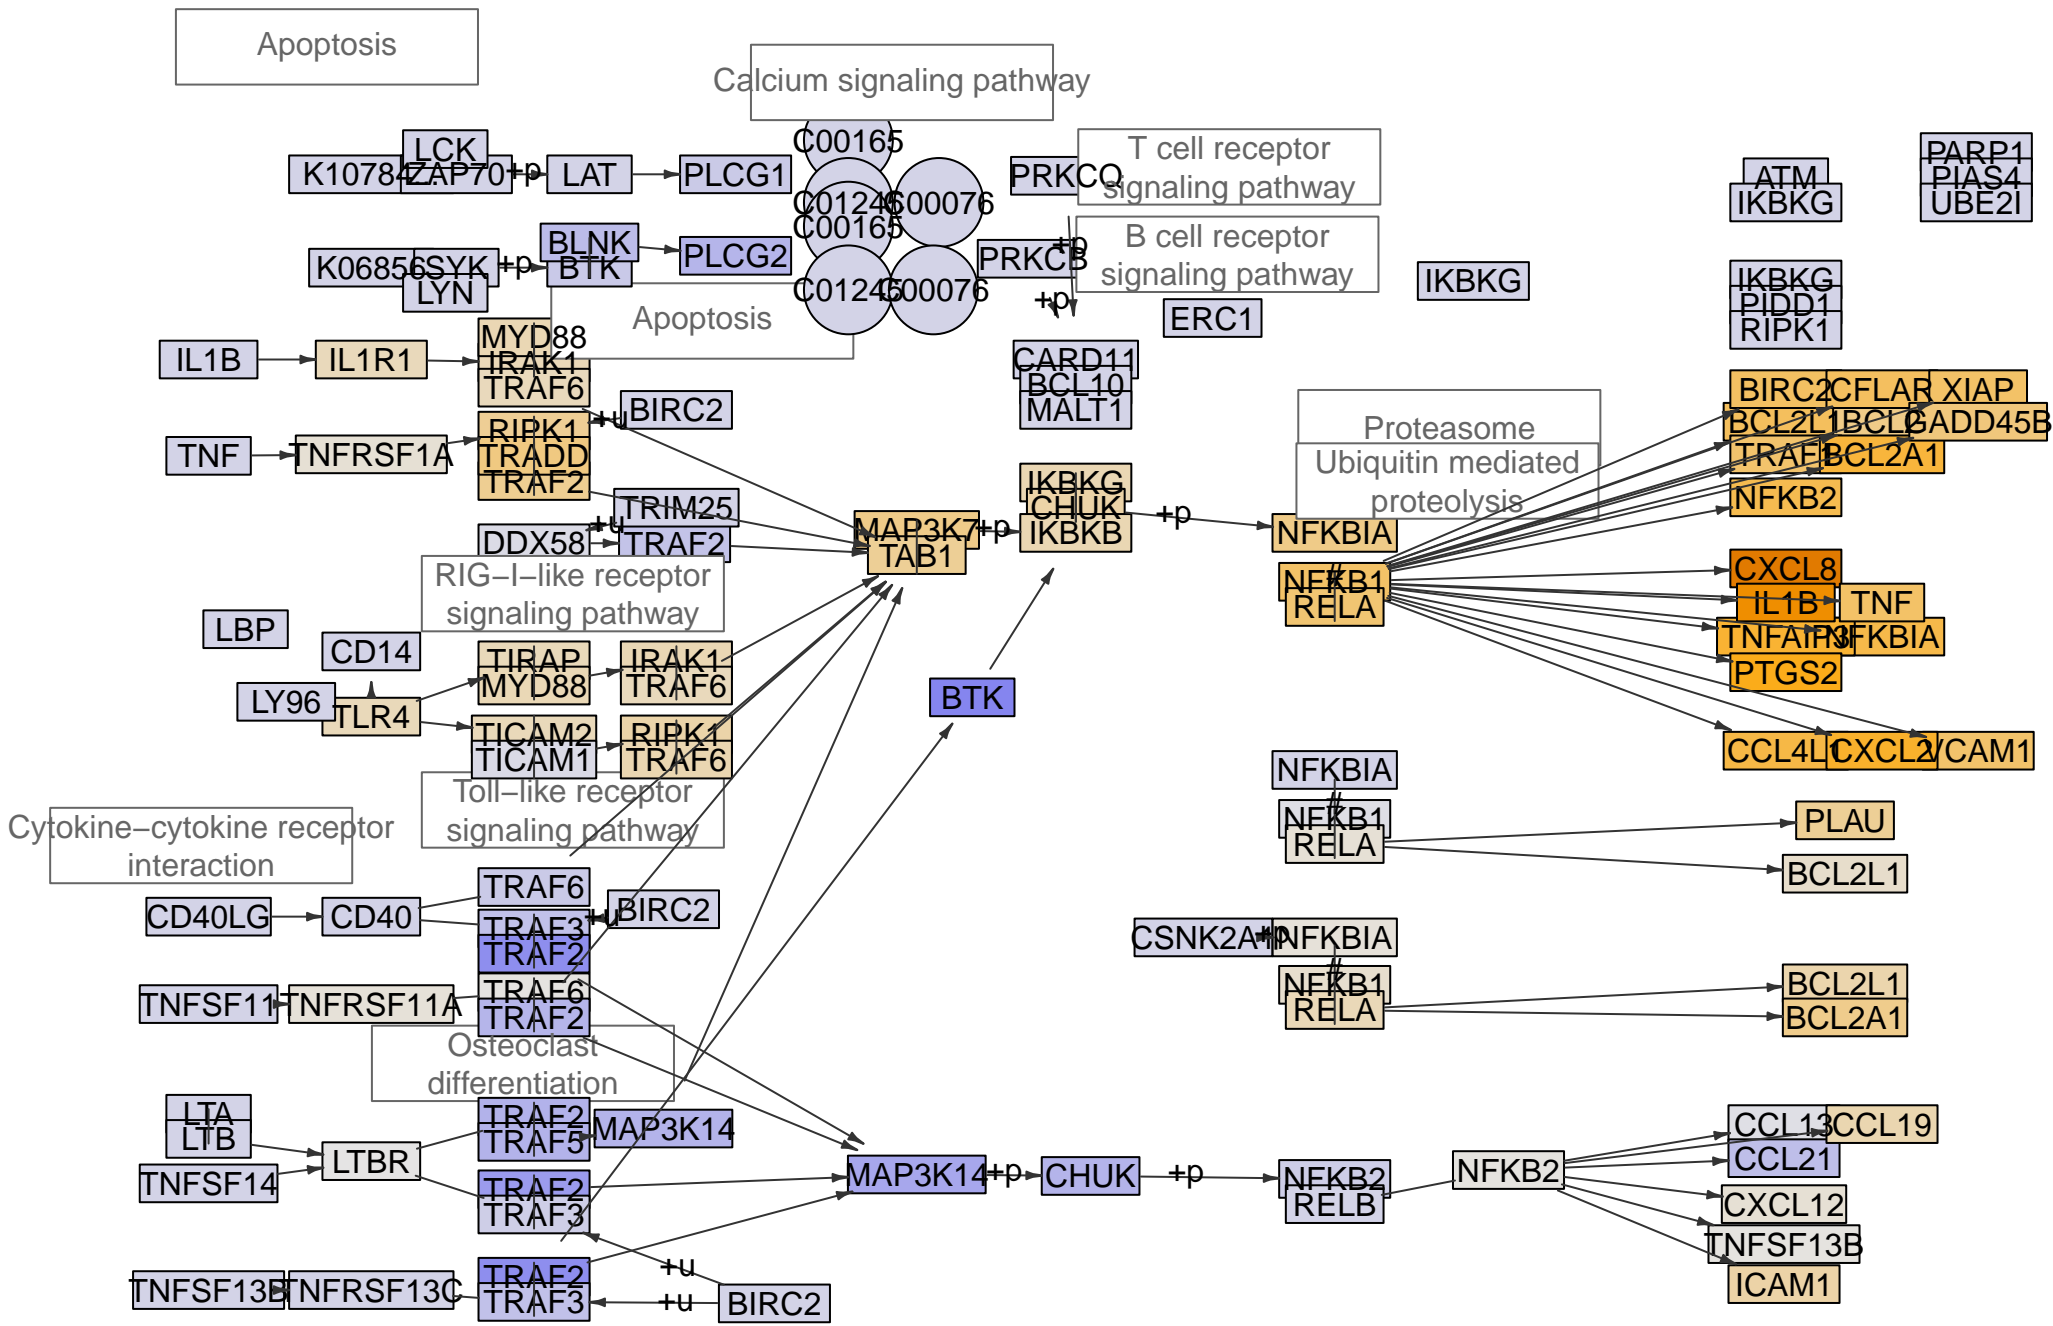 Apoptosis
Calcium signaling pathway
C00165
LCK
K10784
ZAP70
+p
LAT
PLCG1
T cell receptor
signaling pathway
PRKCQ
PARP1
ATM
PIAS4
IKBKG
UBE2I
C01245
C00076
C00165
BLNK
PLCG2
B cell receptor
signaling pathway
+p
PRKCB
K06856
SYK
+p
BTK
LYN
C01245
C00076
+p
IKBKG
IKBKG
PIDD1
RIPK1
ERC1
Apoptosis
MYD88
IL1B
IL1R1
IRAK1
TRAF6
CARD11
BCL10
MALT1
BIRC2
CFLAR
XIAP
BIRC2
+u
RIPK1
TNF
TNFRSF1A
TRADD
TRAF2
Proteasome
Ubiquitin mediated
proteolysis
BCL2L1
BCL2
GADD45B
TRAF1
BCL2A1
NFKB2
IKBKG
CHUK
IKBKB
+p
+p
NFKBIA
TRIM25
+u
DDX58
TRAF2
MAP3K7
TAB1
RIG-I-like receptor
signaling pathway
NFKB1
RELA
CXCL8
IL1B
TNF
TNFAIP3
NFKBIA
PTGS2
LBP
CD14
LY96
TLR4
TIRAP
MYD88
IRAK1
TRAF6
BTK
TICAM2
TICAM1
RIPK1
TRAF6
CCL4L1
CXCL2
VCAM1
NFKBIA
Toll-like receptor
signaling pathway
Cytokine-cytokine receptor
interaction
NFKB1
RELA
PLAU
BCL2L1
TRAF6
CD40LG
CD40
TRAF3
TRAF2
+u
BIRC2
CSNK2A1
+p
NFKBIA
TNFSF11
TNFRSF11A
TRAF6
TRAF2
NFKB1
RELA
BCL2L1
BCL2A1
Osteoclast
differentiation
LTA
LTB
TRAF2
TRAF5
MAP3K14
CCL13
CCL19
CCL21
LTBR
TNFSF14
TRAF2
TRAF3
MAP3K14
+p
CHUK
+p
NFKB2
RELB
NFKB2
CXCL12
TNFSF13B
ICAM1
TNFSF13B
TNFRSF13C
TRAF2
TRAF3
+u
+u
BIRC2